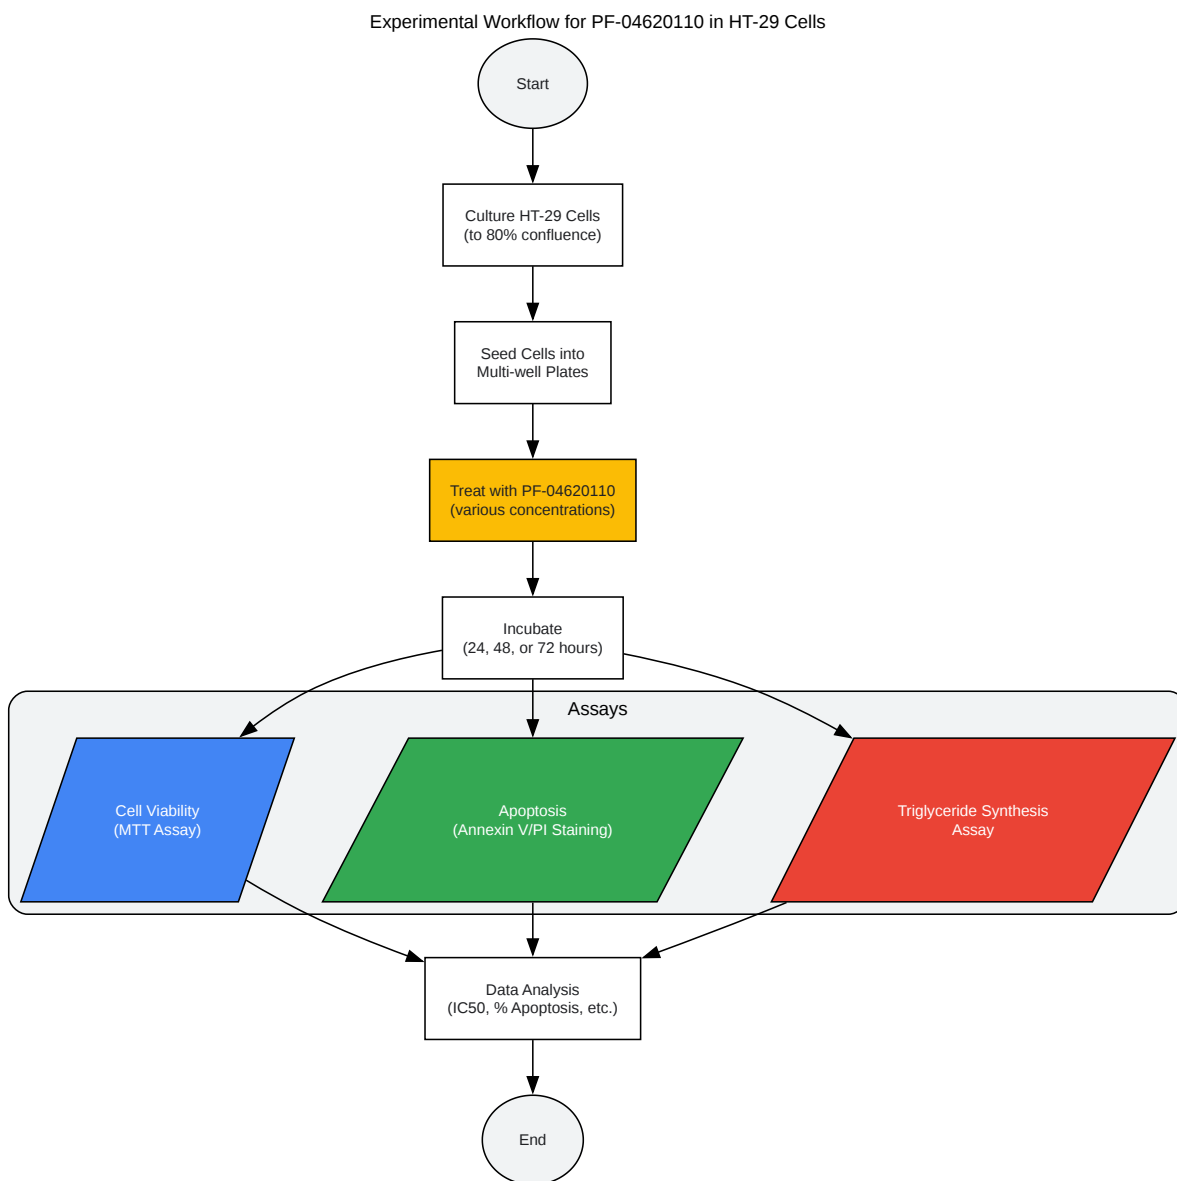 Experimental Workflow for PF-04620110 in HT-29 Cells
Start
Culture HT-29 Cells
(to 80% confluence)
Seed Cells into
Multi-well Plates
Treat with PF-04620110
(various concentrations)
Incubate
(24, 48, or 72 hours)
Assays
Cell Viability
(MTT Assay)
Apoptosis
(Annexin V/PI Staining)
Triglyceride Synthesis
Assay
Data Analysis
(IC50, % Apoptosis, etc.)
End